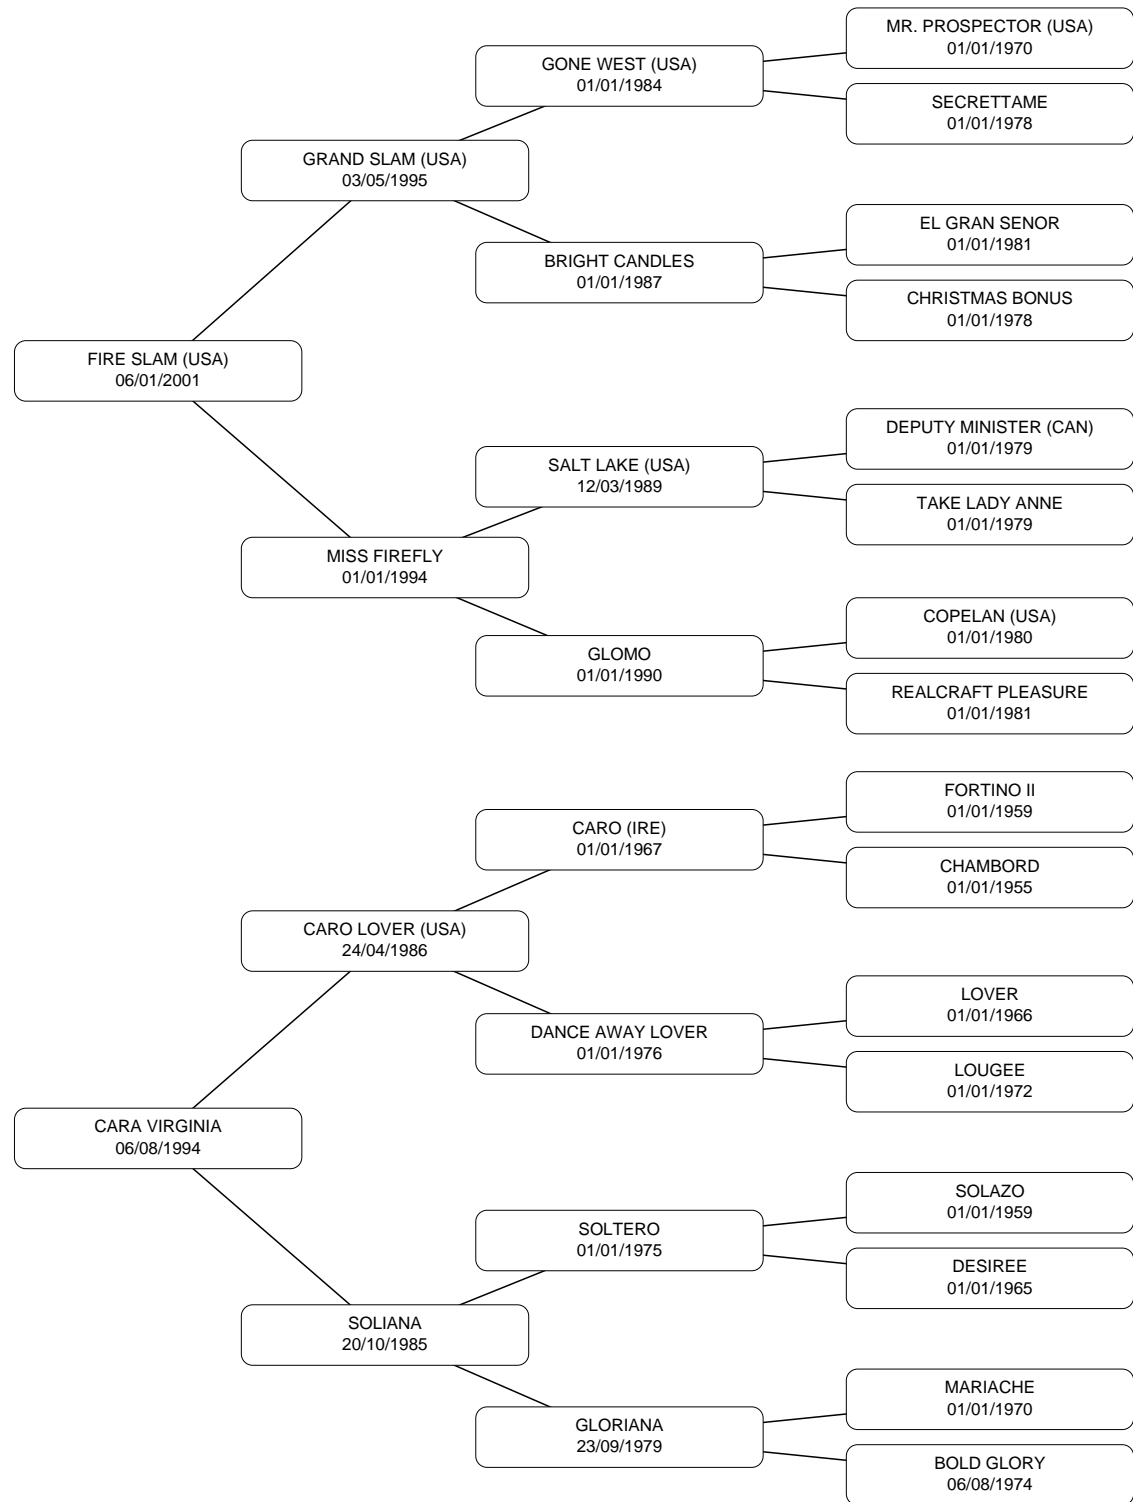 MR. PROSPECTOR (USA)
01/01/1970
GONE WEST (USA)
01/01/1984
SECRETTAME
01/01/1978
GRAND SLAM (USA)
03/05/1995
EL GRAN SENOR
01/01/1981
BRIGHT CANDLES
01/01/1987
CHRISTMAS BONUS
01/01/1978
FIRE SLAM (USA)
06/01/2001
DEPUTY MINISTER (CAN)
01/01/1979
SALT LAKE (USA)
12/03/1989
TAKE LADY ANNE
01/01/1979
MISS FIREFLY
01/01/1994
COPELAN (USA)
01/01/1980
GLOMO
01/01/1990
REALCRAFT PLEASURE
01/01/1981
FORTINO II
01/01/1959
CARO (IRE)
01/01/1967
CHAMBORD
01/01/1955
CARO LOVER (USA)
24/04/1986
LOVER
01/01/1966
DANCE AWAY LOVER
01/01/1976
LOUGEE
01/01/1972
CARA VIRGINIA
06/08/1994
SOLAZO
01/01/1959
SOLTERO
01/01/1975
DESIREE
01/01/1965
SOLIANA
20/10/1985
MARIACHE
01/01/1970
GLORIANA
23/09/1979
BOLD GLORY
06/08/1974